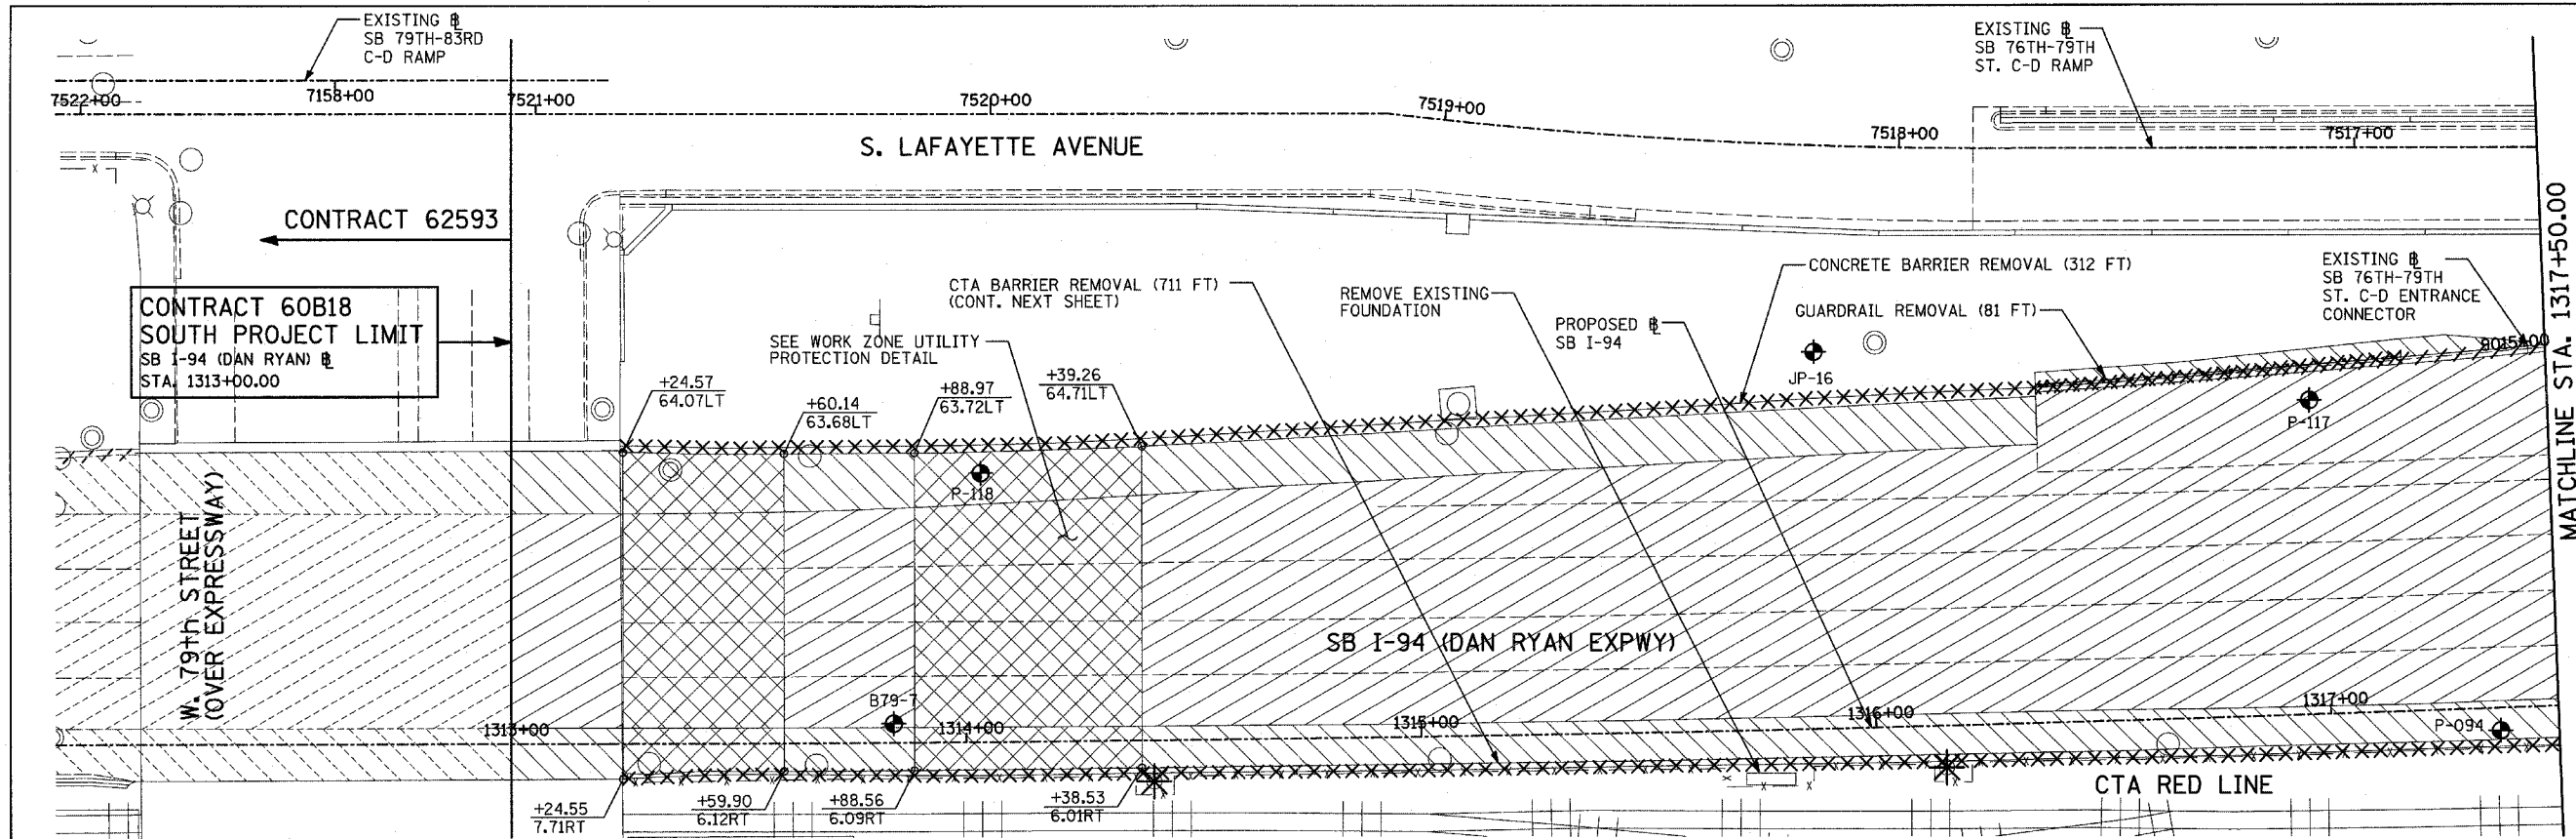 EXISTING ℄
SB 79TH-83RD
C-D RAMP
EXISTING ℄
SB 76TH-79TH
ST. C-D RAMP
7522+00
7158+00
7521+00
7520+00
7519+00
7518+00
7517+00
S. LAFAYETTE AVENUE
CONTRACT 62593
CONTRACT 60B18
SOUTH PROJECT LIMIT
SB I-94 (DAN RYAN) ℄
STA. 1313+00.00
CTA BARRIER REMOVAL (711 FT)
(CONT. NEXT SHEET)
REMOVE EXISTING
FOUNDATION
CONCRETE BARRIER REMOVAL (312 FT)
GUARDRAIL REMOVAL (81 FT)
EXISTING ℄
SB 76TH-79TH
ST. C-D ENTRANCE
CONNECTOR
PROPOSED ℄
SB I-94
SEE WORK ZONE UTILITY
PROTECTION DETAIL
9015+00
JP-16
+24.57
64.07LT
+60.14
63.68LT
+88.97
63.72LT
+39.26
64.71LT
P-117
P-118
W. 79th STREET
(OVER EXPRESSWAY)
SB I-94 (DAN RYAN EXPWY)
B79-7
1313+00
1314+00
1315+00
1316+00
1317+00
P-094
CTA RED LINE
+24.55
7.71RT
+59.90
6.12RT
+88.56
6.09RT
+38.53
6.01RT
MATCHLINE STA. 1317+50.00